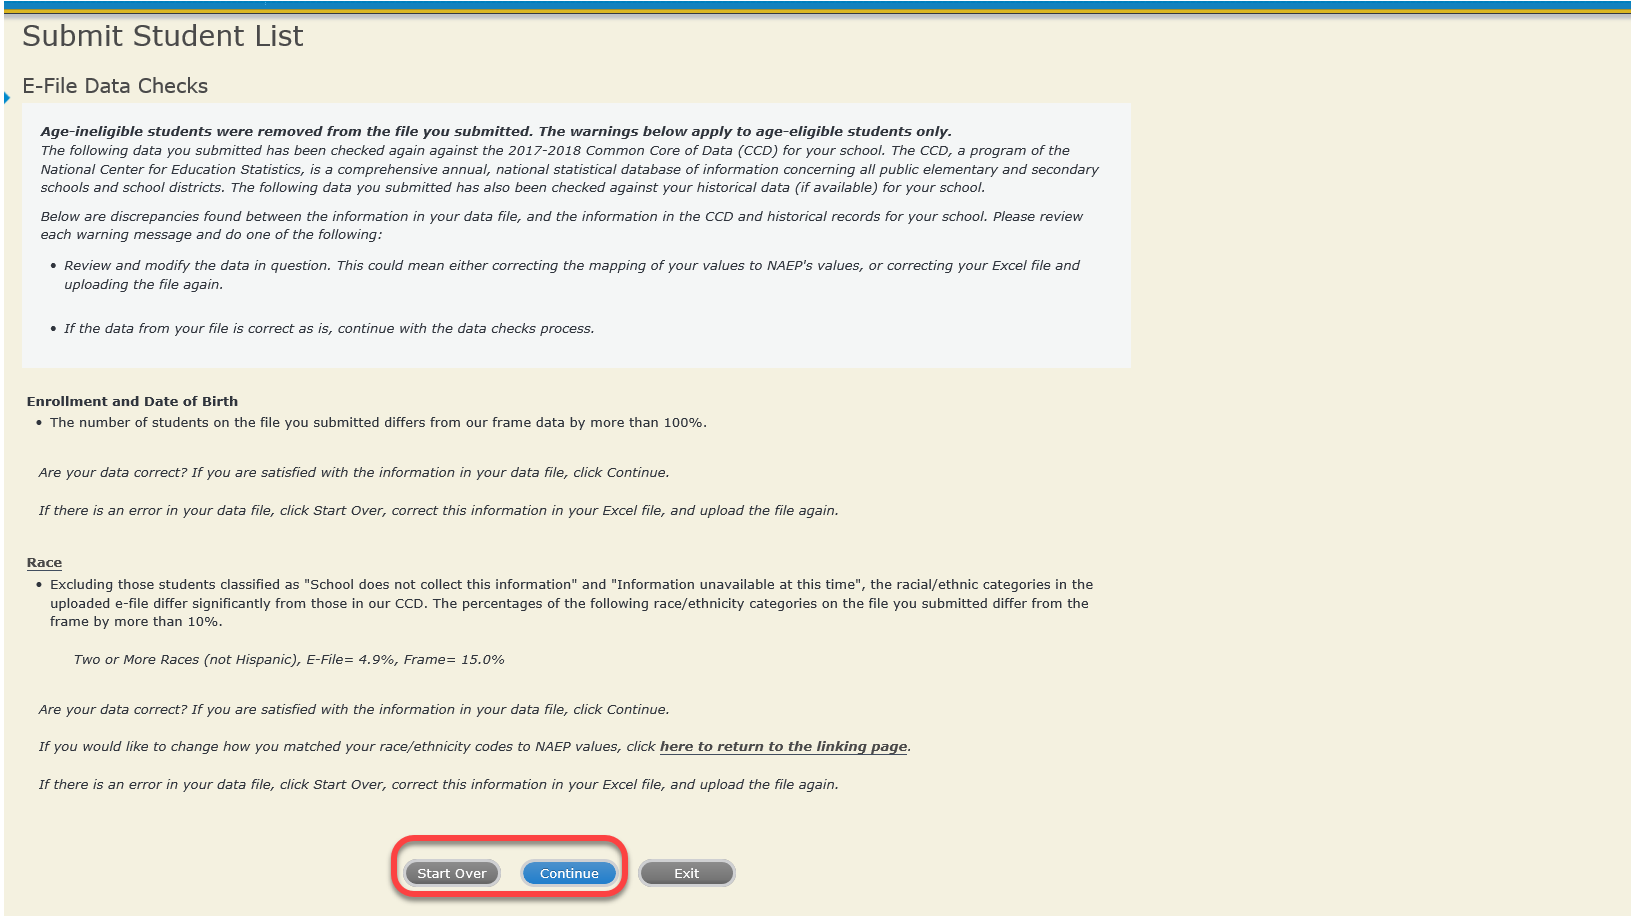 Submit Student List
E-File Data Checks
Age-ineligible students were removed from the file you submitted. The warnings below apply to age-eligible students only.
The following data you submitted has been checked again against the 2017-2018 Common Core of Data (CCD) for your school. The CCD, a program of the
National Center for Education Statistics, is a comprehensive annual, national statistical database of information concerning all public elementary and secondary
schools and school districts. The following data you submitted has also been checked against your historical data (if available) for your school.
Below are discrepancies found between the information in your data file, and the information in the CCD and historical records for your school. Please review
each warning message and do one of the following:
• Review and modify the data in question. This could mean either correcting the mapping of your values to NAEP's values, or correcting your Excel file and
uploading the file again.
• If the data from your file is correct as is, continue with the data checks process.
Enrollment and Date of Birth
• The number of students on the file you submitted differs from our frame data by more than 100%.
Are your data correct? If you are satisfied with the information in your data file, click Continue.
If there is an error in your data file, click Start Over, correct this information in your Excel file, and upload the file again.
Race
• Excluding those students classified as "School does not collect this information" and "Information unavailable at this time", the racial/ethnic categories in the
uploaded e-file differ significantly from those in our CCD. The percentages of the following race/ethnicity categories on the file you submitted differ from the
frame by more than 10%.
Two or More Races (not Hispanic), E-File= 4.9%, Frame= 15.0%
Are your data correct? If you are satisfied with the information in your data file, click Continue.
If you would like to change how you matched your race/ethnicity codes to NAEP values, click here to return to the linking page.
If there is an error in your data file, click Start Over, correct this information in your Excel file, and upload the file again.
Start Over Continue Exit